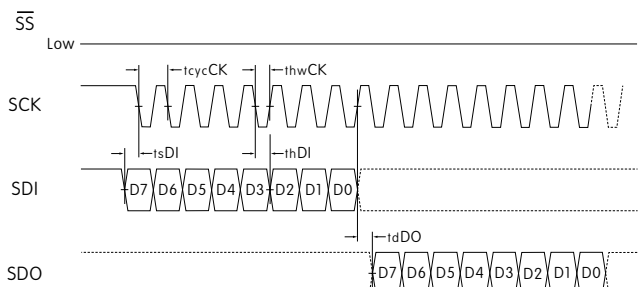 SS
Low
tcycCK
thwCK
SCK
tsDI
thDI
SDI
D7 D6 D5 D4 D3 D2 D1 D0
tdDO
SDO
D7 D6 D5 D4 D3 D2 D1 D0